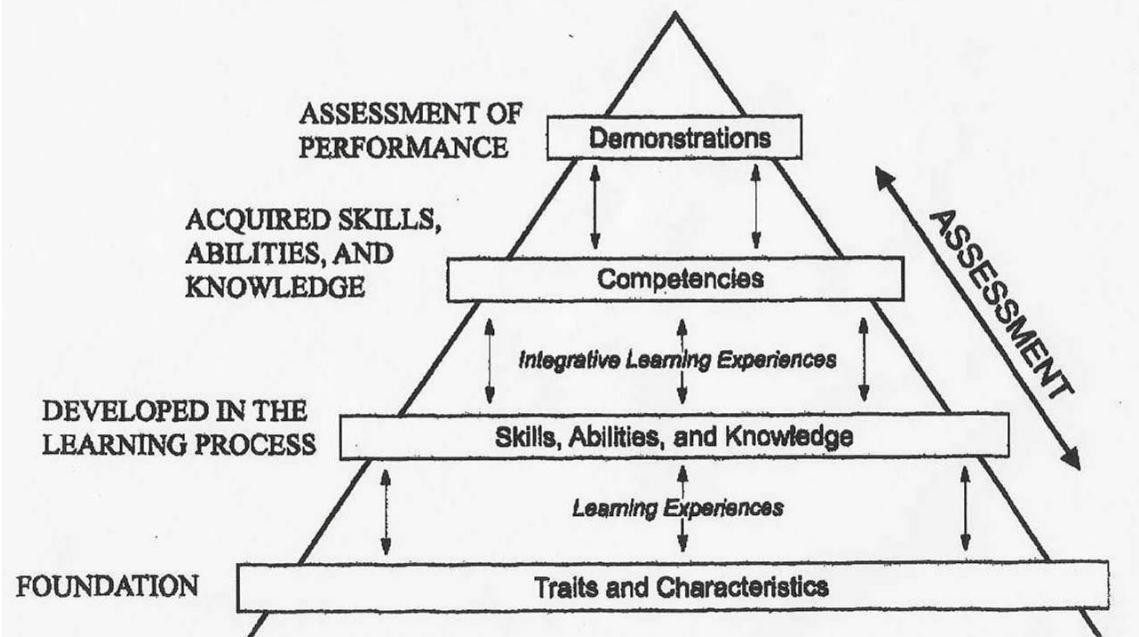 ASSESSMENT OF
PERFORMANCE
Demonstrations
ACQUIRED SKILLS,
ABILITIES, AND
KNOWLEDGE
Competencies
ASSESSMENT
Integrative Learning Experiences
DEVELOPED IN THE
LEARNING PROCESS
Skills, Abilities, and Knowledge
Learning Experiences
FOUNDATION
Traits and Characteristics